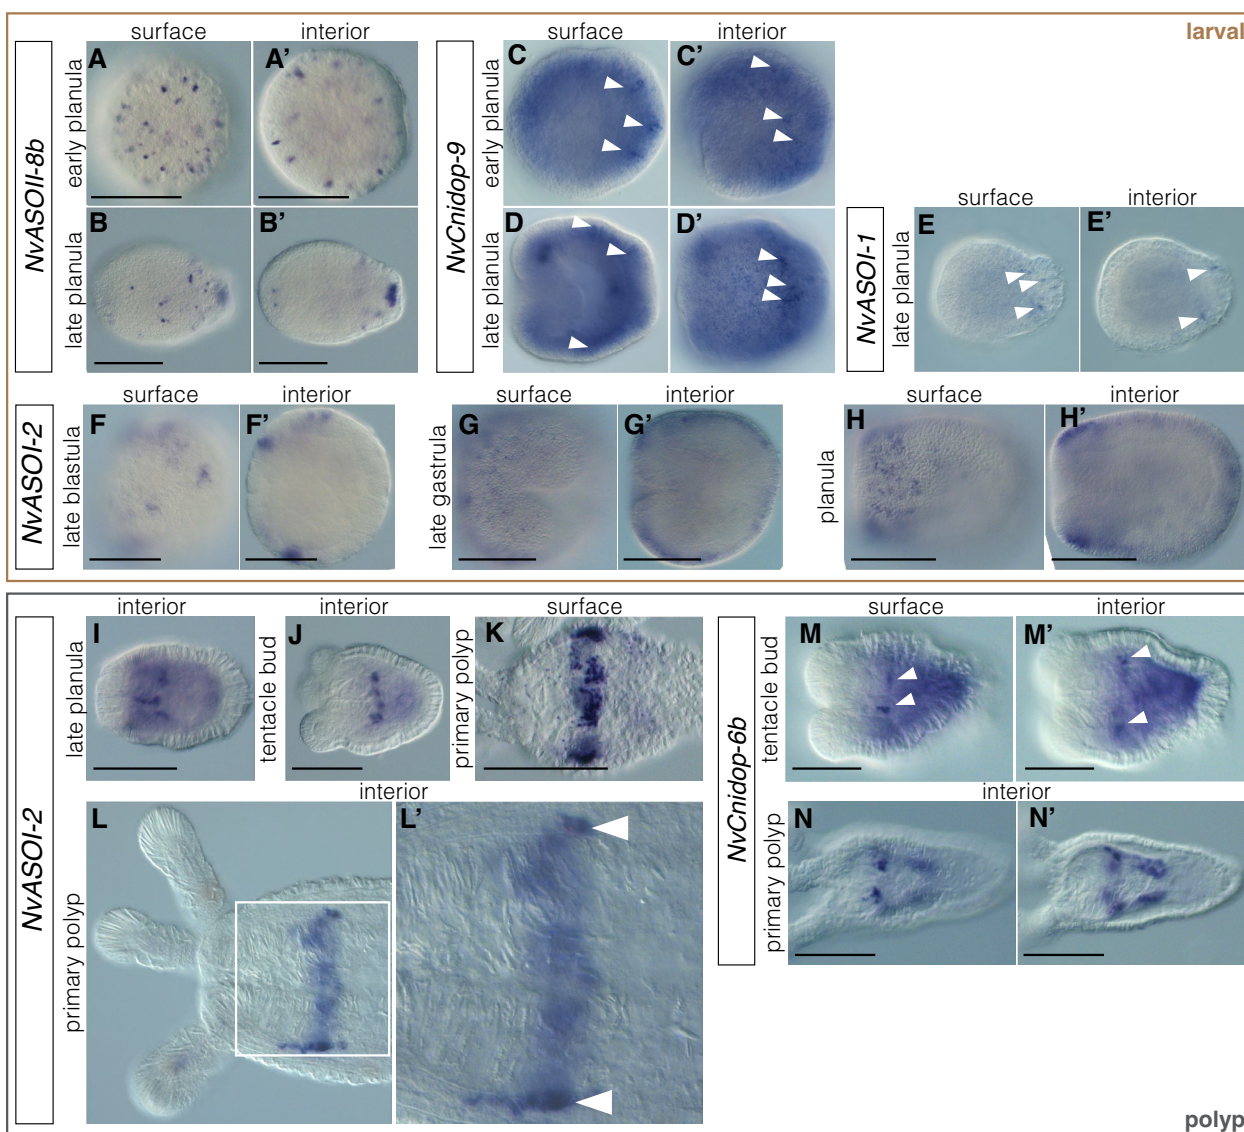 larval
surface interior
surface interior
NvASOII-8b
early planula
A A'
NvCnidop-9
early planula
C C'
late planula
B B'
late planula
D D'
surface interior
NvASOI-1
late planula
E E'
surface interior
surface interior
surface interior
NvASOI-2
late blastula
F F'
late gastrula
G G'
planula
H H'
interior
interior
surface
surface interior
NvASOI-2
late planula
I
tentacle bud
J
primary polyp
K
NvCnidop-6b
tentacle bud
M M'
interior
interior
primary polyp
L L'
primary polyp
N N'
polyp